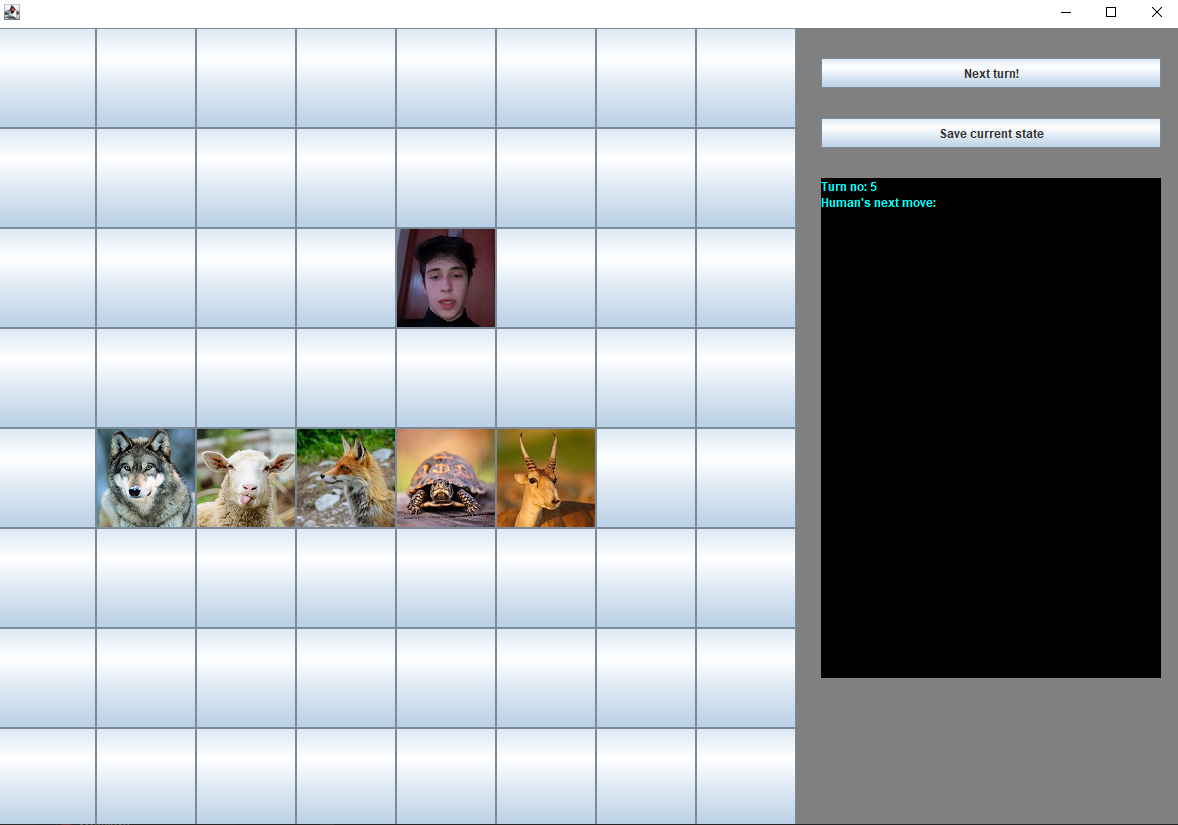 Next turn!
Save current state
Turn no: 5
Human's next move: